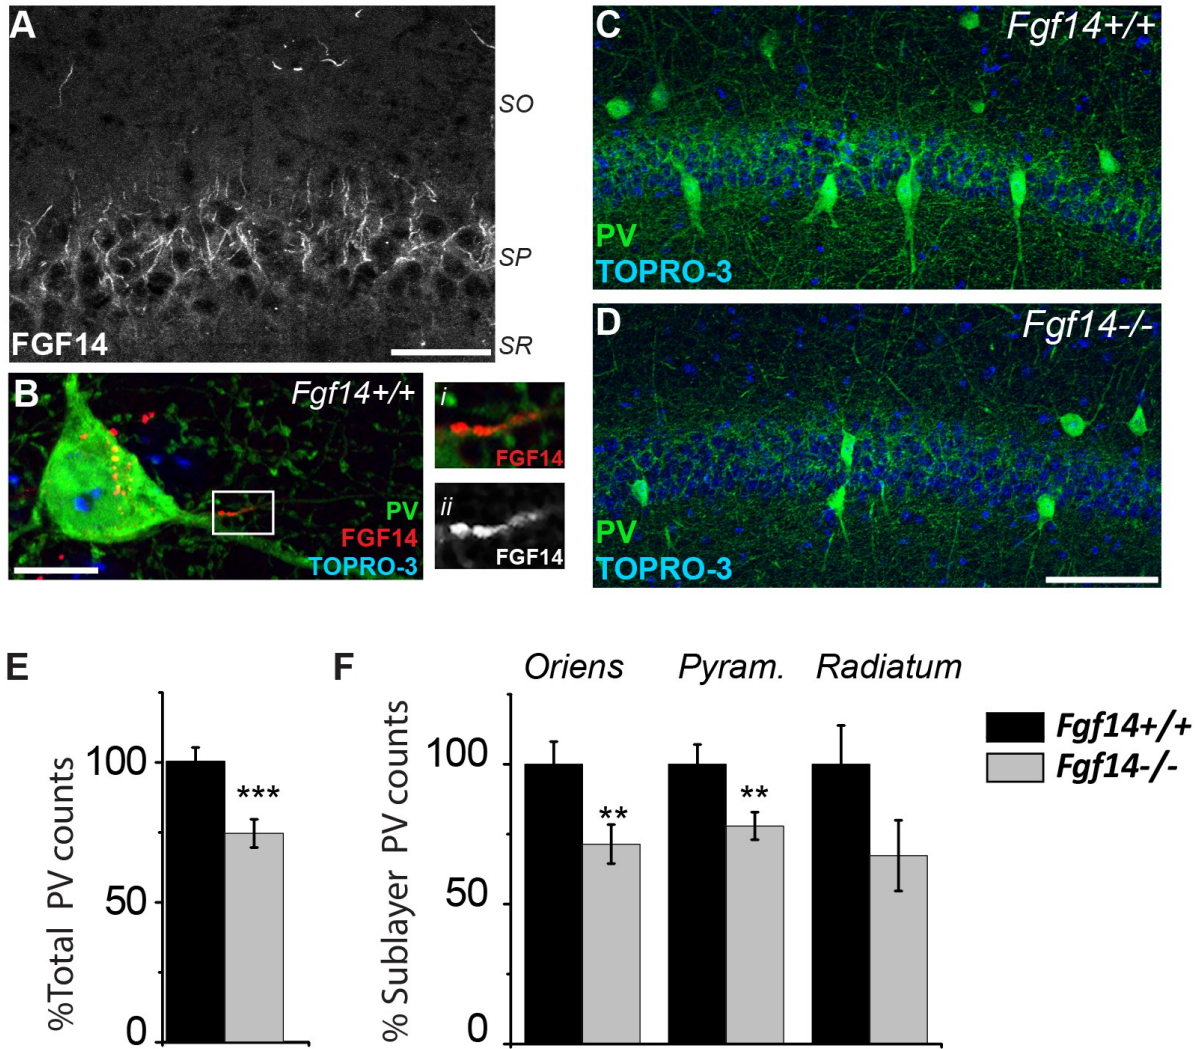 A
SO
SP
FGF14
SR
B
Fgf14+/+
PV
FGF14
TOPRO-3
i
FGF14
ii
FGF14
C
Fgf14+/+
PV
TOPRO-3
D
Fgf14-/-
PV
TOPRO-3
E
%Total PV counts
100
50
0
***
F
Oriens Pyram. Radiatum
% Sublayer PV counts
100
50
0
**
**
Fgf14+/+
Fgf14-/-